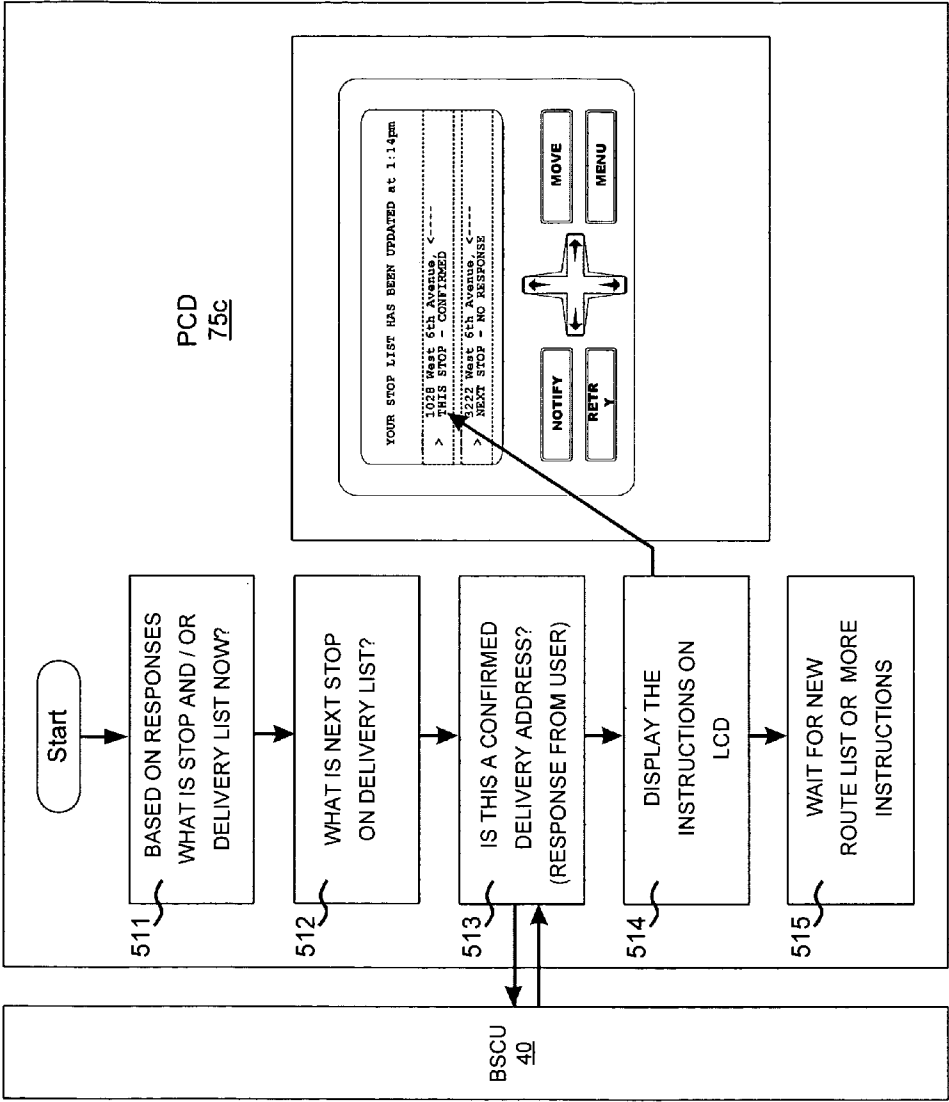 BSCU
40
Start
511
BASED ON RESPONSES
WHAT IS STOP AND / OR
DELIVERY LIST NOW?
512
WHAT IS NEXT STOP
ON DELIVERY LIST?
513
IS THIS A CONFIRMED
DELIVERY ADDRESS?
(RESPONSE FROM USER)
514
DISPLAY THE
INSTRUCTIONS ON
LCD
515
WAIT FOR NEW
ROUTE LIST OR MORE
INSTRUCTIONS
PCD
75c
YOUR STOP LIST HAS BEEN UPDATED at 1:14pm
> 1028 West 6th Avenue, <----
THIS STOP - CONFIRMED
> 3222 West 6th Avenue, <----
NEXT STOP - NO RESPONSE
NOTIFY
MOVE
RETR
Y
MENU